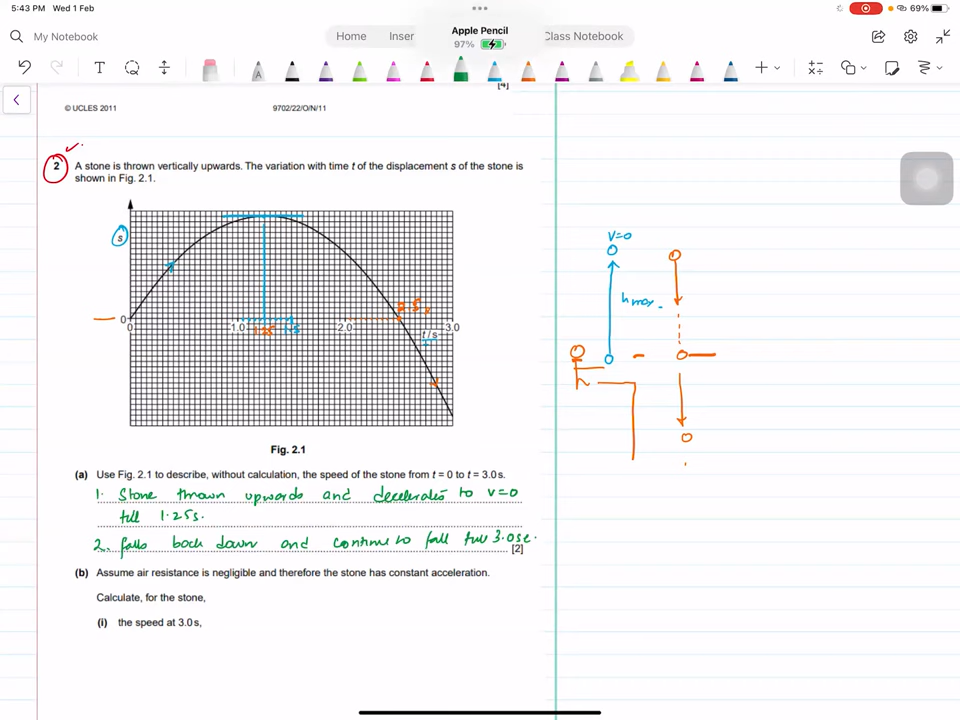 5:43 PM Wed 1 Feb
69%
My Notebook
Home Inser
Apple Pencil
97%
Class Notebook
[4]
© UCLES 2011 9702/22/O/N/11
2 A stone is thrown vertically upwards. The variation with time t of the displacement s of the stone is
shown in Fig. 2.1.
s
0
0 1.0 1.25 1.5 2.0 2.5 3.0
t/s
Fig. 2.1
v=0
hmax.
(a) Use Fig. 2.1 to describe, without calculation, the speed of the stone from t = 0 to t = 3.0 s.
1. Stone thrown upwards and decelerates to v=0
till 1.25s.
2. falls back down and continue to fall till 3.0sec.
[2]
(b) Assume air resistance is negligible and therefore the stone has constant acceleration.
Calculate, for the stone,
(i) the speed at 3.0 s,